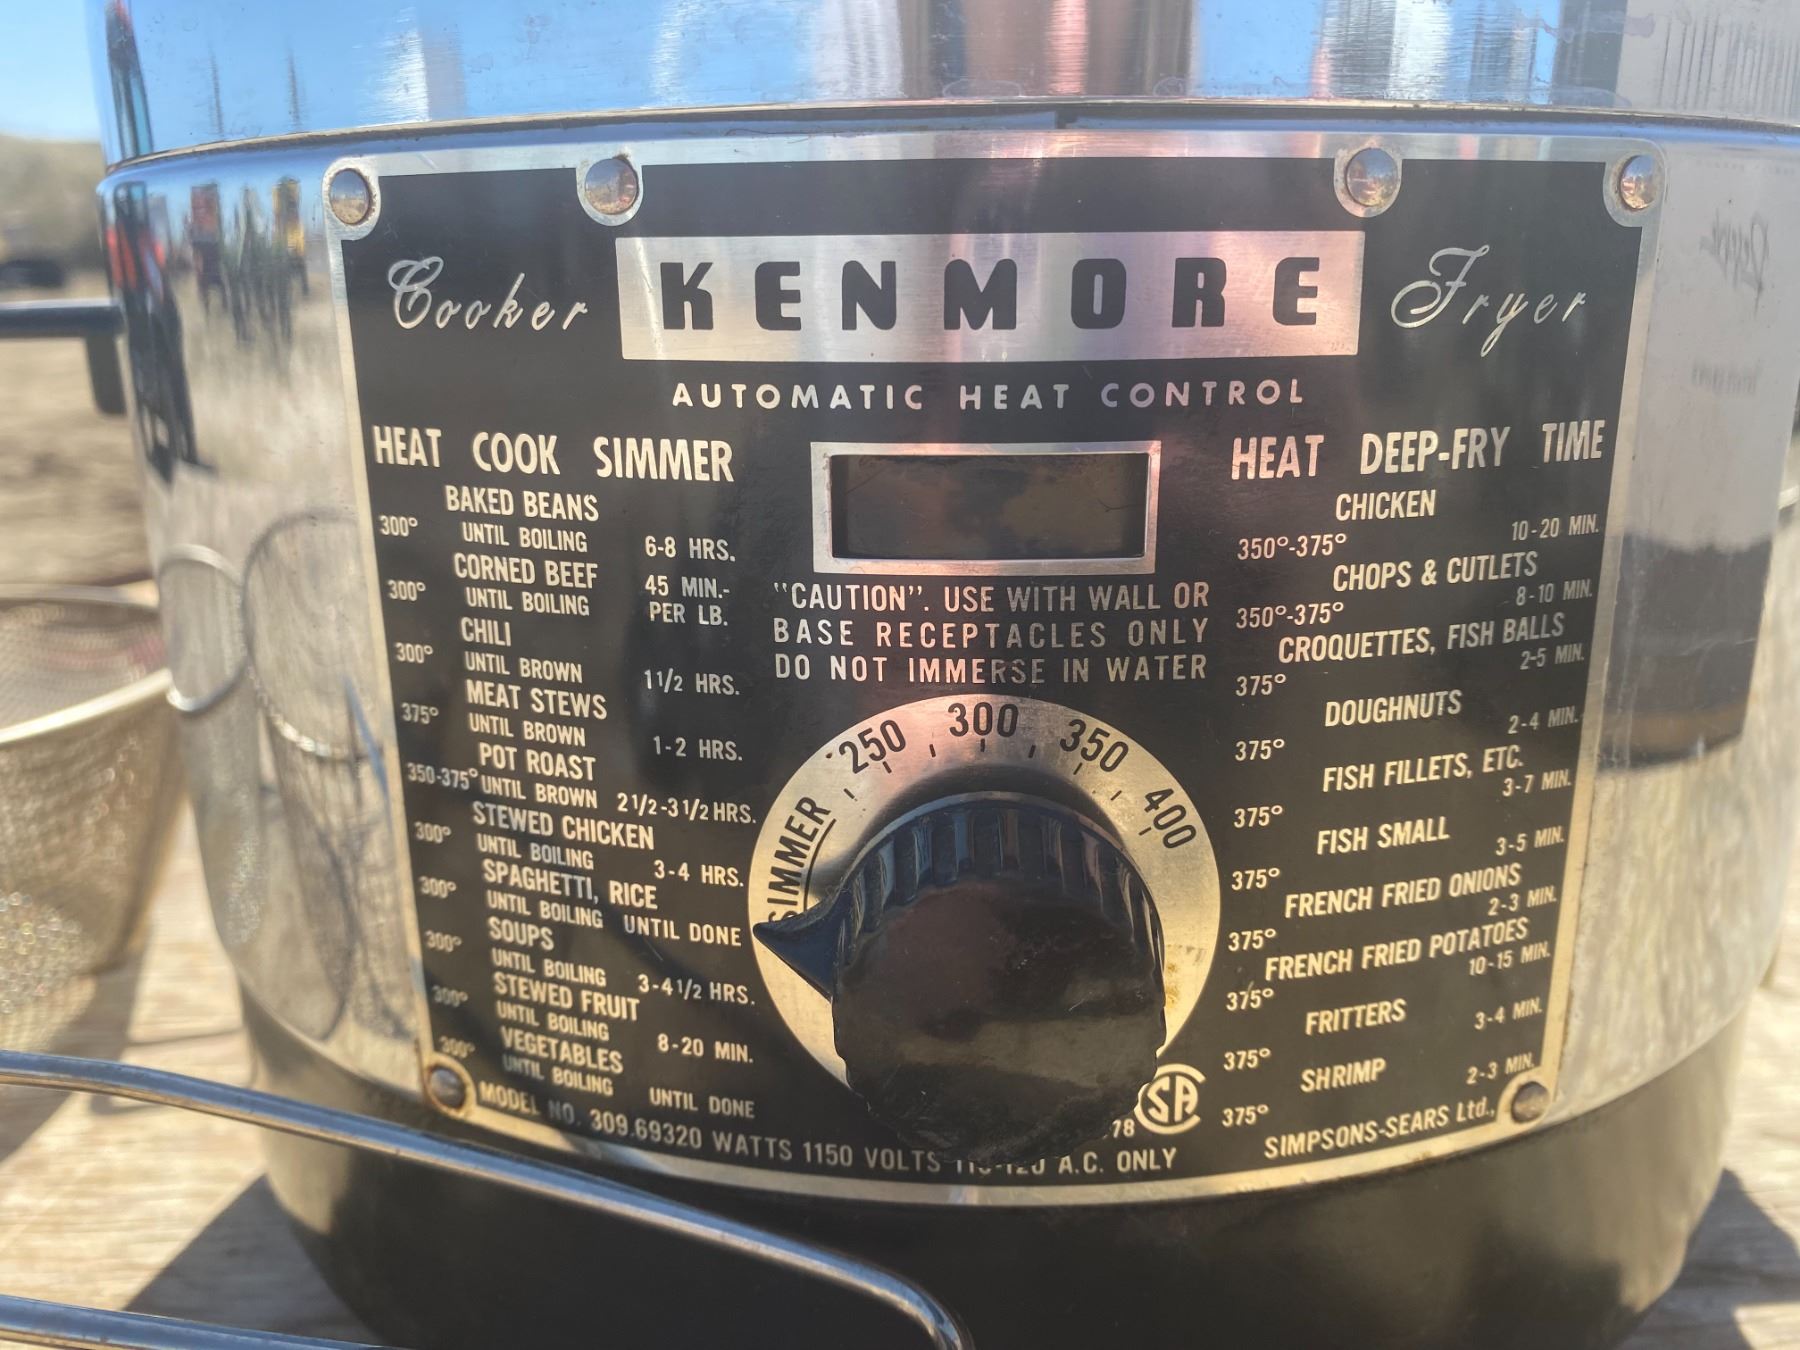 Cooker KENMORE Fryer
AUTOMATIC HEAT CONTROL
HEAT COOK SIMMER
BAKED BEANS
300° UNTIL BOILING 6-8 HRS.
CORNED BEEF
300° UNTIL BOILING 45 MIN.-
PER LB.
CHILI
300° UNTIL BROWN 1 1/2 HRS.
MEAT STEWS
375° UNTIL BROWN 1-2 HRS.
POT ROAST
350-375° UNTIL BROWN 2 1/2-3 1/2 HRS.
STEWED CHICKEN
300° UNTIL BOILING 3-4 HRS.
SPAGHETTI, RICE
300° UNTIL BOILING UNTIL DONE
SOUPS
300° UNTIL BOILING 3-4 1/2 HRS.
STEWED FRUIT
300° UNTIL BOILING 8-20 MIN.
VEGETABLES
300° UNTIL BOILING UNTIL DONE
"CAUTION". USE WITH WALL OR
BASE RECEPTACLES ONLY
DO NOT IMMERSE IN WATER
SIMMER 250 300 350 400
HEAT DEEP-FRY TIME
CHICKEN
350°-375° 10-20 MIN.
CHOPS & CUTLETS
350°-375° 8-10 MIN.
CROQUETTES, FISH BALLS
375° 2-5 MIN.
DOUGHNUTS
375° 2-4 MIN.
FISH FILLETS, ETC.
375° 3-7 MIN.
FISH SMALL
375° 3-5 MIN.
FRENCH FRIED ONIONS
375° 2-3 MIN.
FRENCH FRIED POTATOES
375° 10-15 MIN.
FRITTERS
375° 3-4 MIN.
SHRIMP
375° 2-3 MIN.
MODEL NO. 309.69320 WATTS 1150 VOLTS 110-120 A.C. ONLY
78 SA
SIMPSONS-SEARS Ltd.,